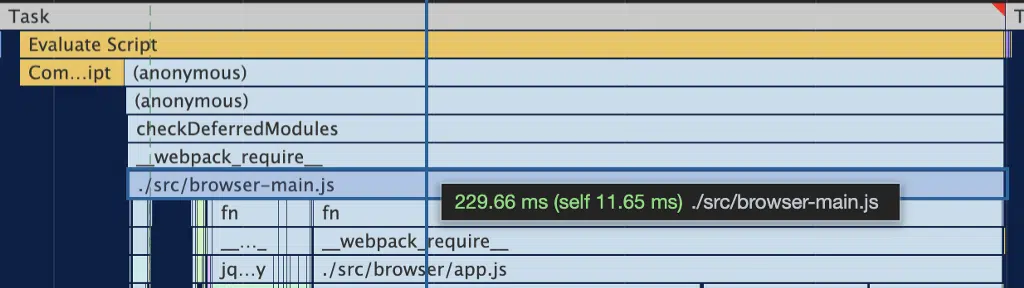 Task T
Evaluate Script
Com…ipt (anonymous)
(anonymous)
checkDeferredModules
__webpack_require__
./src/browser-main.js
229.66 ms (self 11.65 ms) ./src/browser-main.js
fn fn
__…_ __webpack_require__
jq…y ./src/browser/app.js